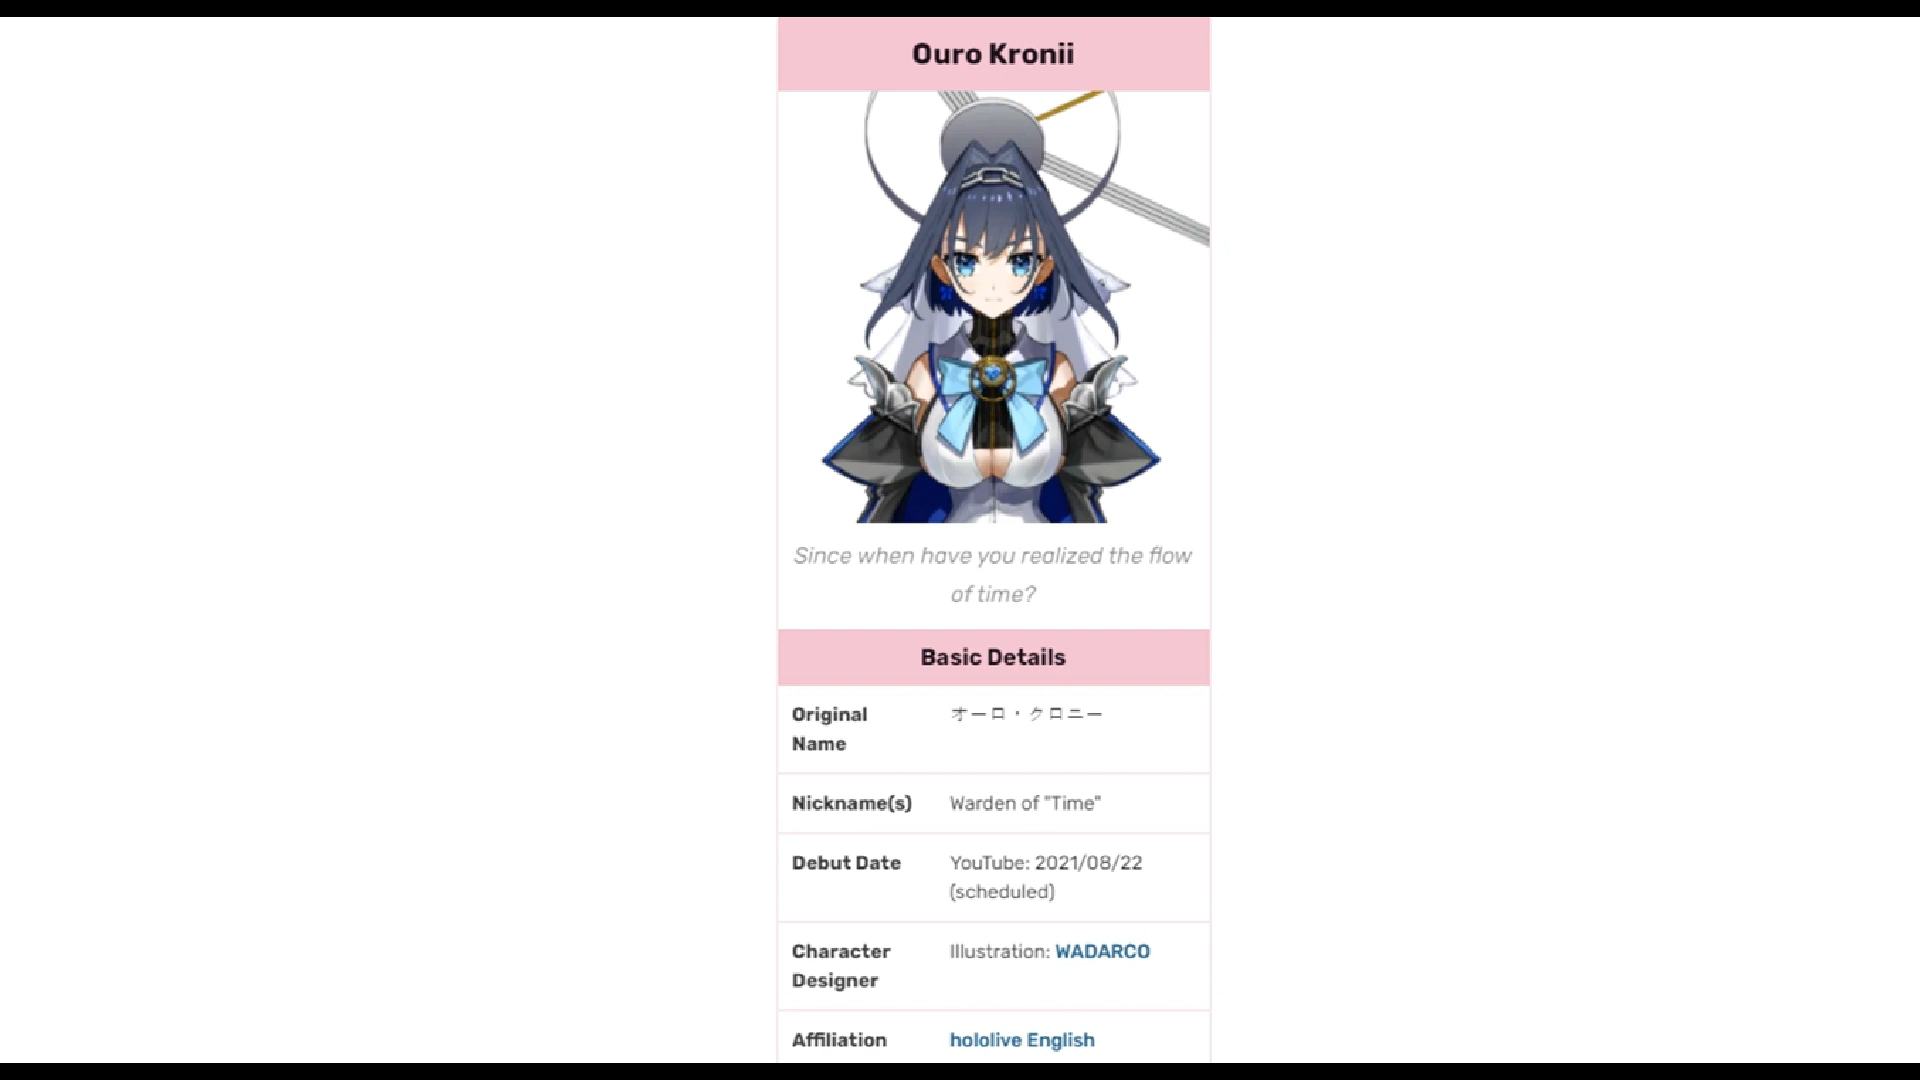 Ouro Kronii
Since when have you realized the flow
of time?
Basic Details
Original
Name
オーロ・クロニー
Nickname(s)
Warden of "Time"
Debut Date
YouTube: 2021/08/22
(scheduled)
Character
Designer
Illustration: WADARCO
Affiliation
hololive English